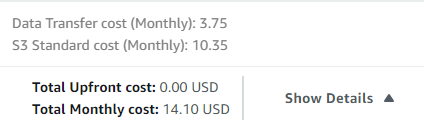 Data Transfer cost (Monthly): 3.75
S3 Standard cost (Monthly): 10.35
Total Upfront cost: 0.00 USD
Total Monthly cost: 14.10 USD
Show Details ▲